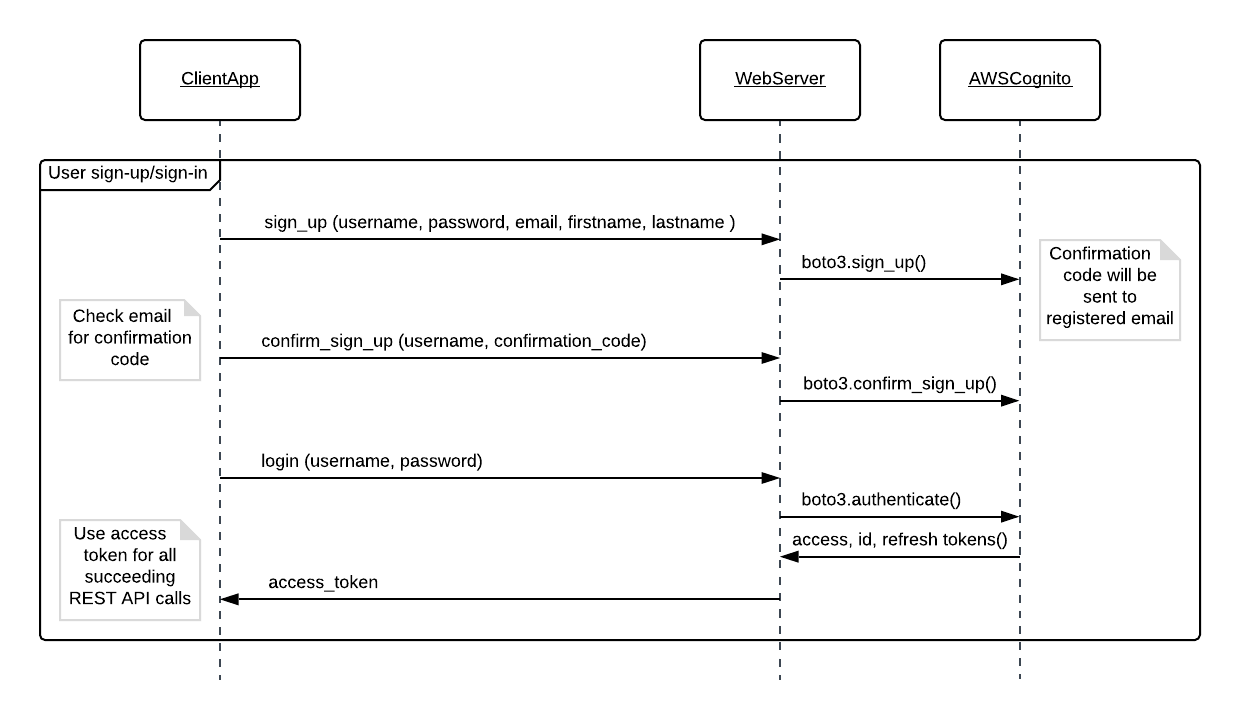 ClientApp
WebServer
AWSCognito
User sign-up/sign-in
sign_up (username, password, email, firstname, lastname )
boto3.sign_up()
Confirmation
code will be
sent to
registered email
Check email
for confirmation
code
confirm_sign_up (username, confirmation_code)
boto3.confirm_sign_up()
login (username, password)
boto3.authenticate()
access, id, refresh tokens()
Use access
token for all
succeeding
REST API calls
access_token